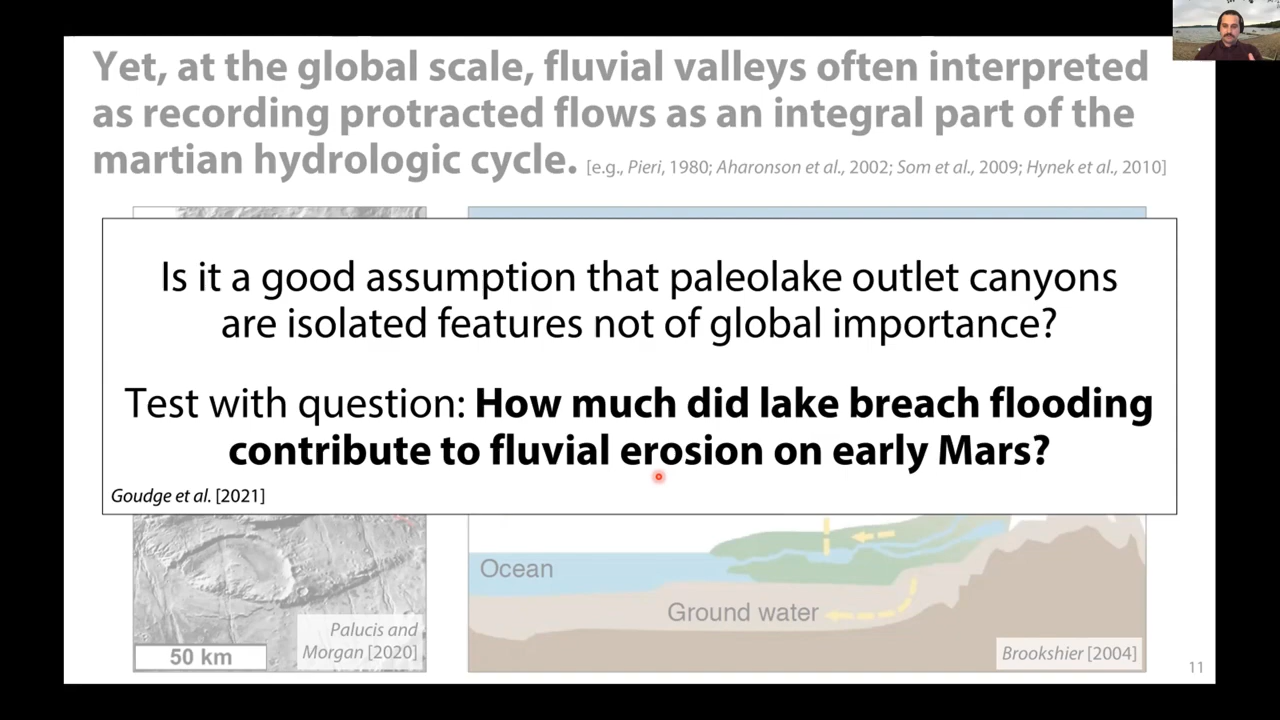 Yet, at the global scale, fluvial valleys often interpreted
as recording protracted flows as an integral part of the
martian hydrologic cycle. [e.g., Pieri, 1980; Aharonson et al., 2002; Som et al., 2009; Hynek et al., 2010]
Is it a good assumption that paleolake outlet canyons
are isolated features not of global importance?
Test with question: How much did lake breach flooding
contribute to fluvial erosion on early Mars?
Goudge et al. [2021]
Ocean
Ground water
Palucis and
Morgan [2020]
50 km
Brookshier [2004]
11